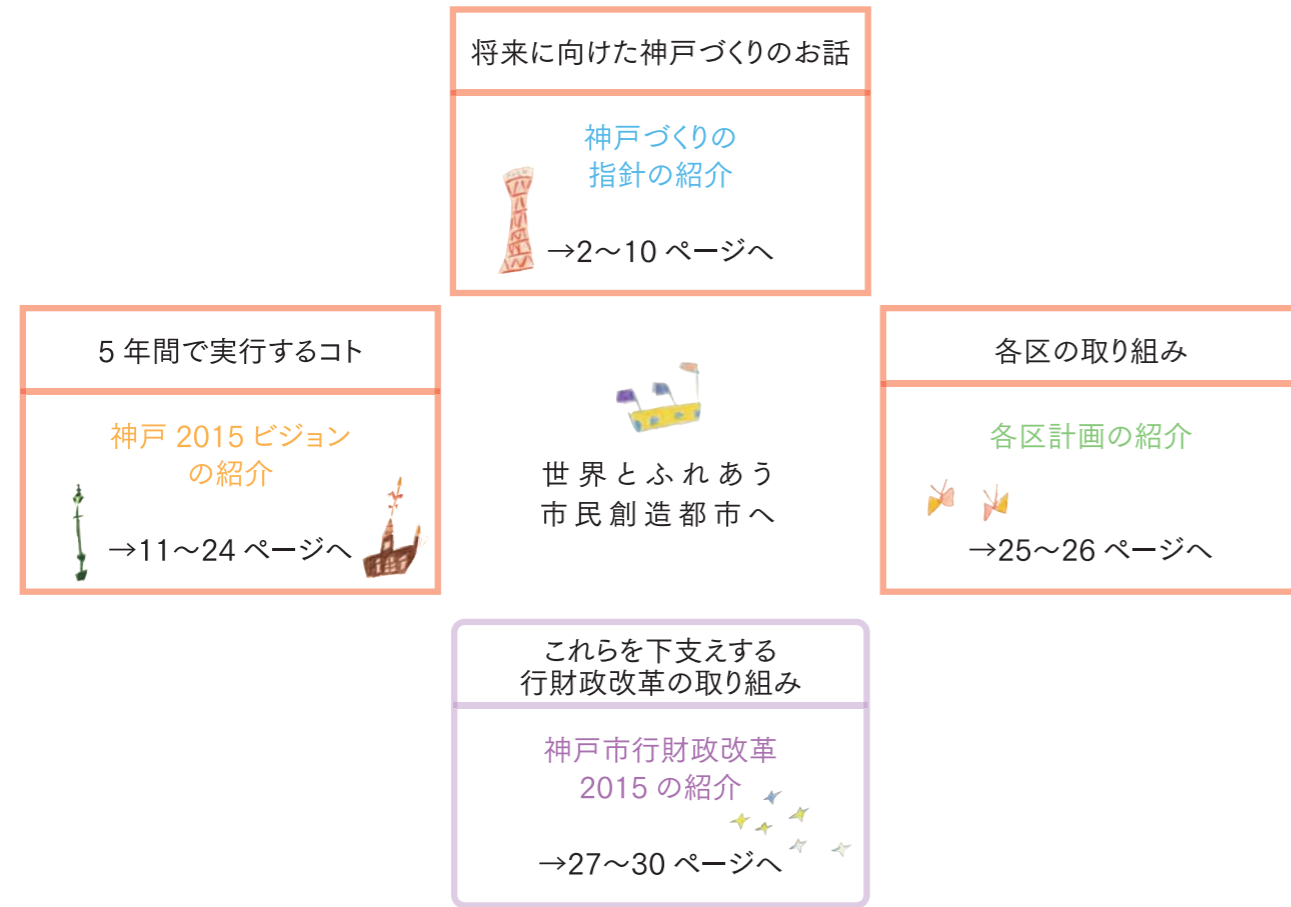 将来に向けた神戸づくりのお話
神戸づくりの
指針の紹介
→2〜10 ページへ
5 年間で実行するコト
神戸 2015 ビジョン
の紹介
→11〜24 ページへ
世界とふれあう
市民創造都市へ
各区の取り組み
各区計画の紹介
→25〜26 ページへ
これらを下支えする
行財政改革の取り組み
神戸市行財政改革
2015 の紹介
→27〜30 ページへ